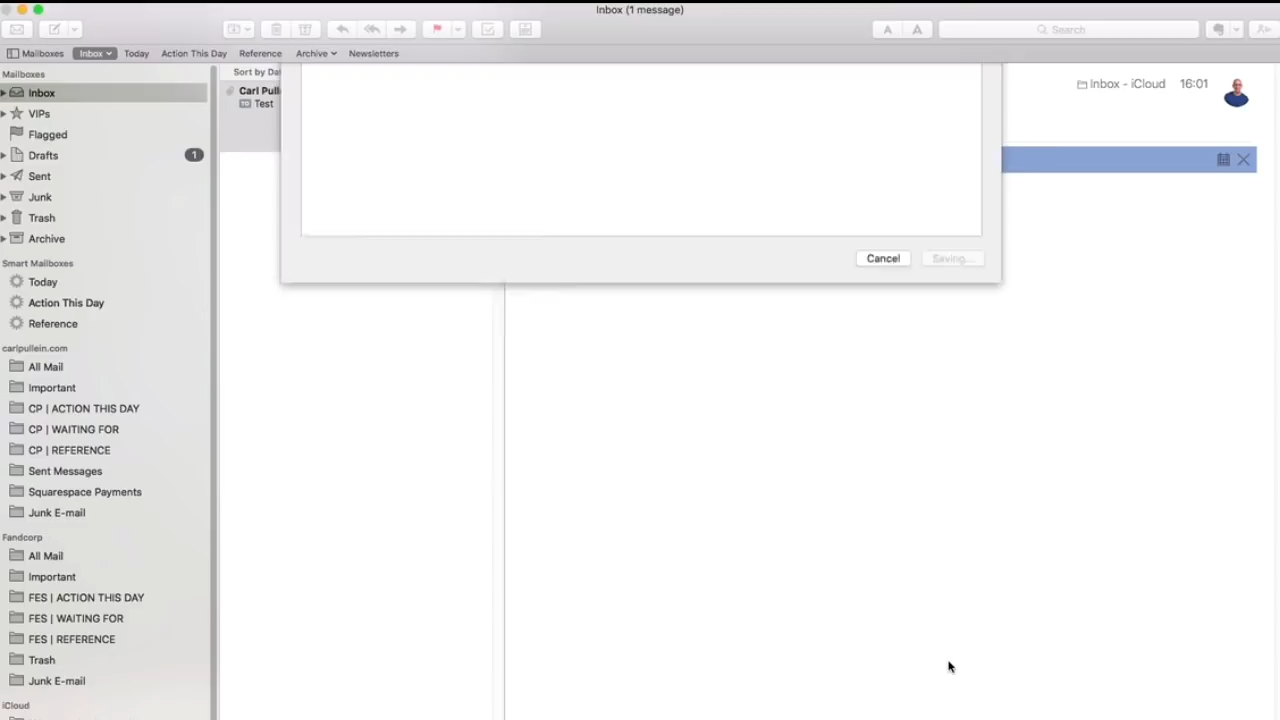 Inbox (1 message)
A A Search
Mailboxes Inbox Today Action This Day Reference Archive Newsletters
Mailboxes
Inbox
VIPs
Flagged
Drafts 1
Sent
Junk
Trash
Archive
Smart Mailboxes
Today
Action This Day
Reference
carlpullein.com
All Mail
Important
CP | ACTION THIS DAY
CP | WAITING FOR
CP | REFERENCE
Sent Messages
Squarespace Payments
Junk E-mail
Fandcorp
All Mail
Important
FES | ACTION THIS DAY
FES | WAITING FOR
FES | REFERENCE
Trash
Junk E-mail
iCloud
Sort by Da
Carl Pull
TO Test
Cancel Saving...
Inbox - iCloud 16:01